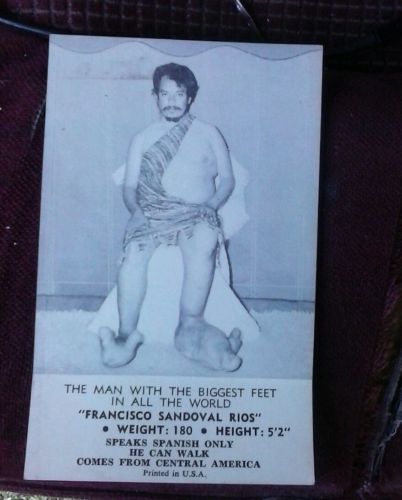 THE MAN WITH THE BIGGEST FEET
IN ALL THE WORLD
"FRANCISCO SANDOVAL RIOS"
• WEIGHT: 180 • HEIGHT: 5'2"
SPEAKS SPANISH ONLY
HE CAN WALK
COMES FROM CENTRAL AMERICA
Printed in U.S.A.